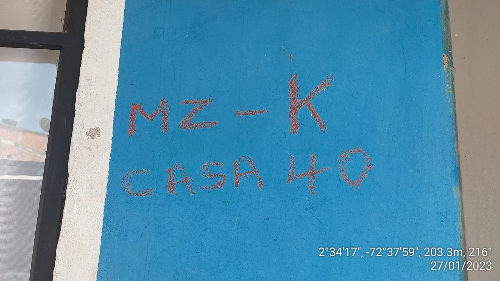 MZ - K
CASA 40
2°34'17", -72°37'59", 203.3m, 216°
27/01/2023